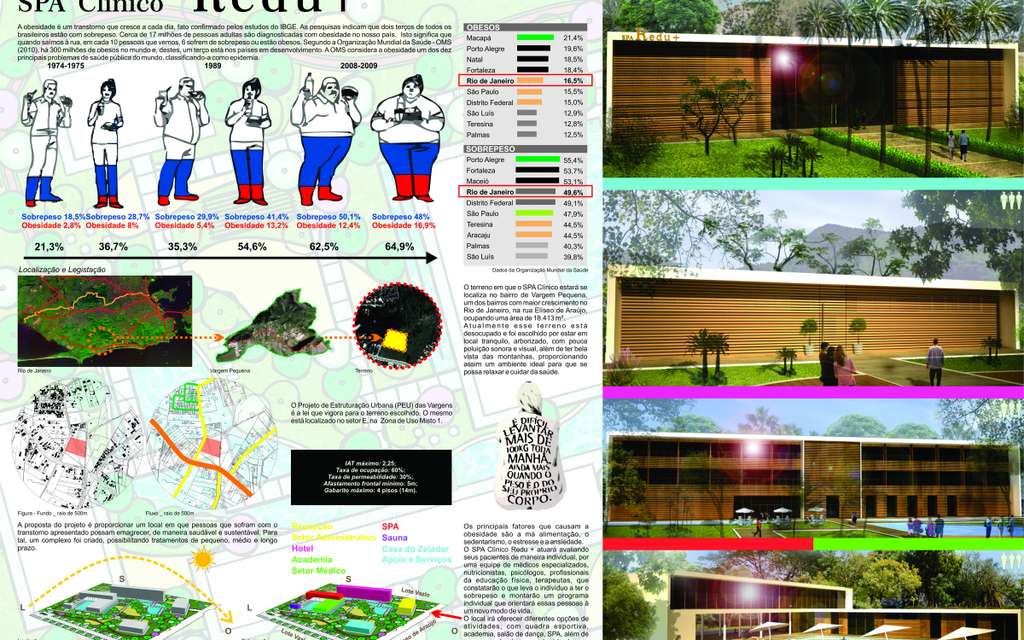 SPA Clínico Redu+
A obesidade é um transtorno que cresce a cada dia, fato confirmado pelos estudos do IBGE. As pesquisas indicam que dois terços de todos os
brasileiros estão com sobrepeso. Cerca de 17 milhões de pessoas adultas são diagnosticadas com obesidade no nosso país. Isto significa que
quando saímos à rua, em cada 10 pessoas que vemos, 6 sofrem de sobrepeso ou estão obesos. Segundo a Organização Mundial da Saúde - OMS
(2010), há 300 milhões de obesos no mundo e, destes, um terço está nos países em desenvolvimento. A OMS considera a obesidade um dos dez
principais problemas de saúde pública do mundo, classificando-a como epidemia.
1974-1975 1989 2008-2009
Sobrepeso 18,5% Sobrepeso 28,7% Sobrepeso 29,9% Sobrepeso 41,4% Sobrepeso 50,1% Sobrepeso 48%
Obesidade 2,8% Obesidade 8% Obesidade 5,4% Obesidade 13,2% Obesidade 12,4% Obesidade 16,9%
21,3% 36,7% 35,3% 54,6% 62,5% 64,9%
OBESOS
Macapá 21,4%
Porto Alegre 19,6%
Natal 18,5%
Fortaleza 18,4%
Rio de Janeiro 16,5%
São Paulo 15,5%
Distrito Federal 15,0%
São Luís 12,9%
Teresina 12,8%
Palmas 12,5%
SOBREPESO
Porto Alegre 55,4%
Fortaleza 53,7%
Maceió 53,1%
Rio de Janeiro 49,6%
Distrito Federal 49,1%
São Paulo 47,9%
Teresina 44,5%
Aracaju 44,5%
Palmas 40,3%
São Luís 39,8%
Dados da Organização Mundial da Saúde
Localização e Legistação
Rio de Janeiro Vargem Pequena Terreno
O terreno em que o SPA Clínico estará se
localiza no bairro de Vargem Pequena,
um dos bairros com maior crescimento no
Rio de Janeiro, na rua Eliseo de Araújo,
ocupando uma área de 18.413 m².
Atualmente esse terreno está
desocupado e foi escolhido por estar em
local tranquilo, arborizado, com pouca
poluição sonora e visual, além de ter bela
vista das montanhas, proporcionando
assim um ambiente ideal para que se
possa relaxar e cuidar da saúde.
O Projeto de Estruturação Urbana (PEU) das Vargens
é a lei que vigora para o terreno escolhido. O mesmo
está localizado no setor E, na Zona de Uso Misto 1.
IAT máximo: 2,25;
Taxa de ocupação: 60%;
Taxa de permeabilidade: 30%;
Afastamento frontal mínimo: 5m;
Gabarito máximo: 4 pisos (14m).
É DIFÍCIL
LEVANTAR
MAIS DE
100KG TODA
MANHÃ
AINDA MAIS
QUANDO O
PESO É DO
SEU PRÓPRIO
CORPO.
Figura - Fundo _ raio de 500m Fluxo _ raio de 500m
A proposta do projeto é proporcionar um local em que pessoas que sofram com o
transtorno apresentado possam emagrecer, de maneira saudável e sustentável. Para
tal, um complexo foi criado, possibilitando tratamentos de pequeno, médio e longo
prazo.
Recepção
Setor Administrativo
Hotel
Academia
Setor Médico
SPA
Sauna
Casa do Zelador
Apoio e Serviços
Os principais fatores que causam a
obesidade são a má alimentação, o
sedentarismo, o estresse e a ansiedade.
O SPA Clínico Redu + atuará avaliando
seus pacientes de maneira individual, por
uma equipe de médicos especializados,
nutricionistas, psicólogos, profissionais
da educação física, terapeutas, que
constatarão o que leva o indivíduo a ter o
sobrepeso e montarão um programa
individual que orientará essas pessoas à
um novo modo de vida.
O local irá oferecer diferentes opções de
atividades, com quadra esportiva,
academia, salão de dança, SPA, além de
S
L
O
S
L
O
Lote Vazio
Lote Vazio
de Araújo
SPA Redu+